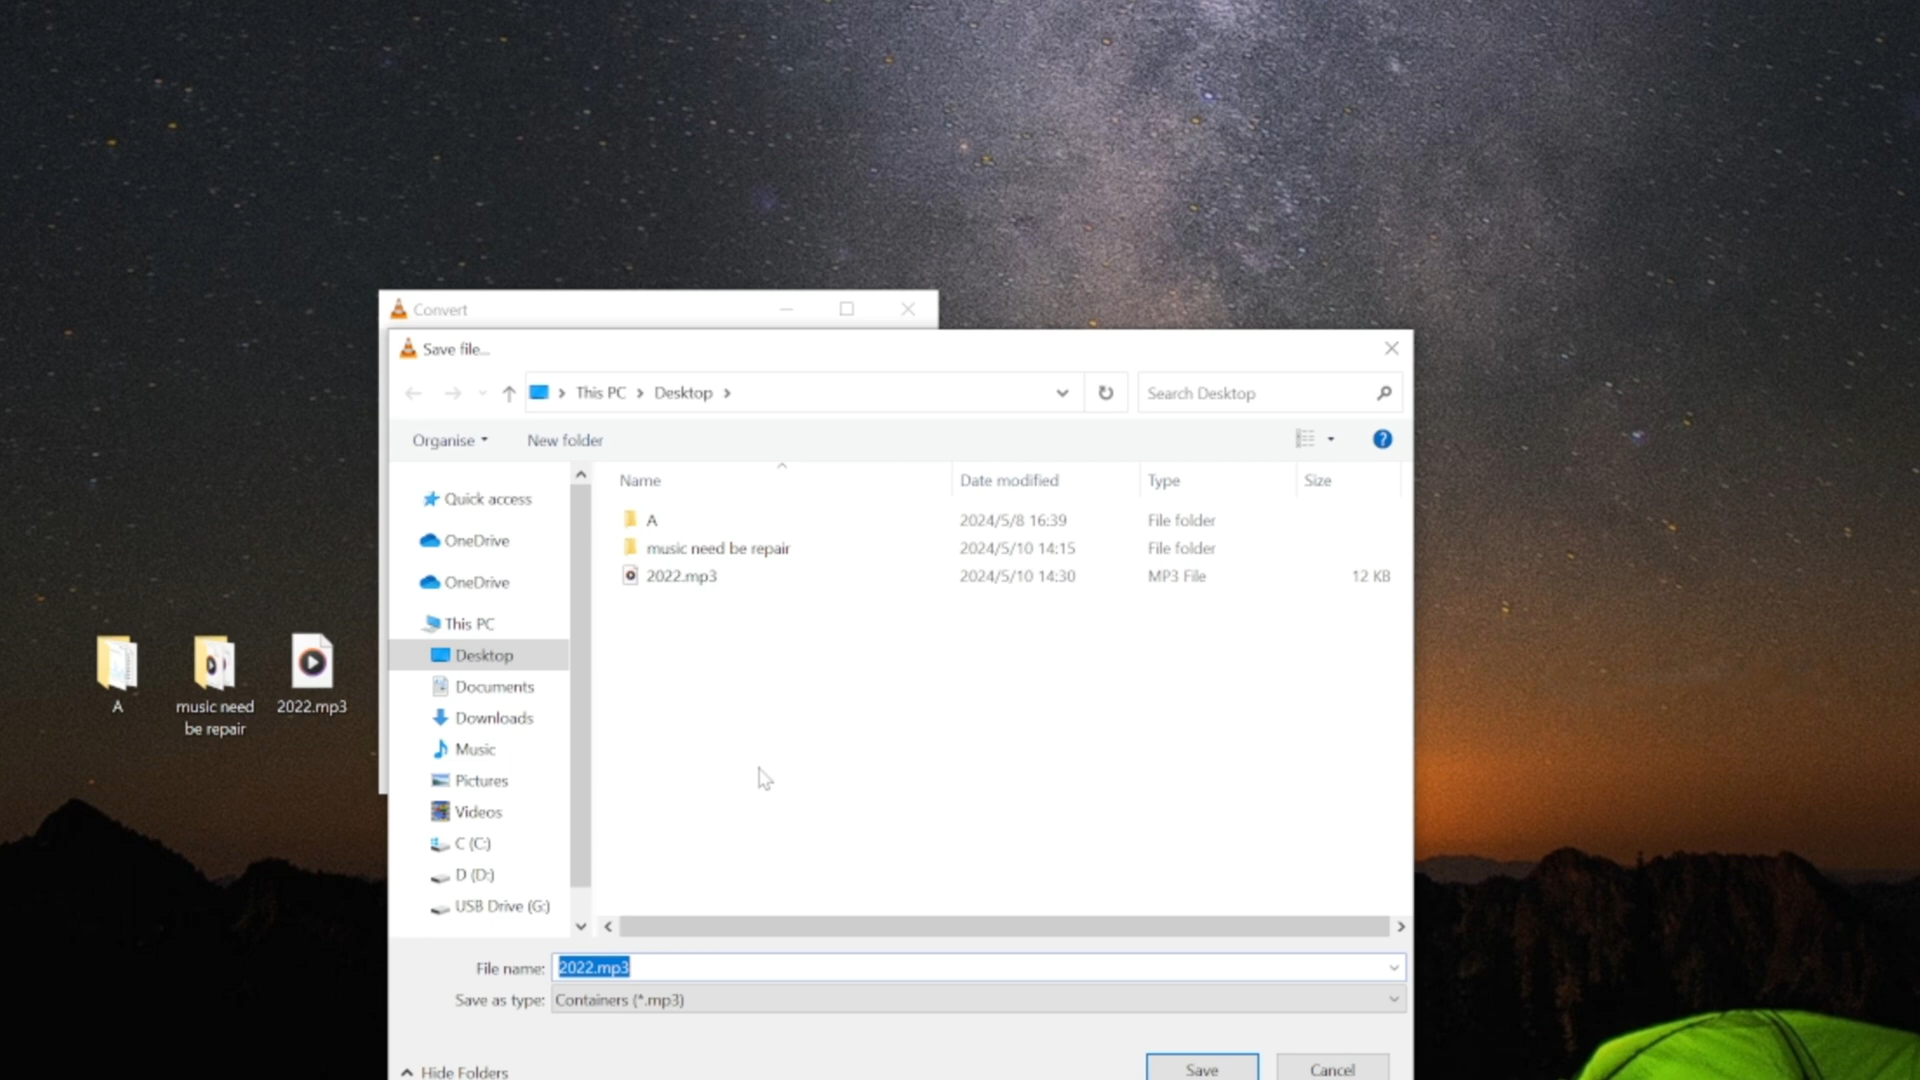 Convert
Save file...
This PC
Desktop
Search Desktop
Organise
New folder
Name
Date modified
Type
Size
Quick access
OneDrive
OneDrive
This PC
Desktop
Documents
Downloads
Music
Pictures
Videos
C (C:)
D (D:)
USB Drive (G:)
A
2024/5/8 16:39
File folder
music need be repair
2024/5/10 14:15
File folder
2022.mp3
2024/5/10 14:30
MP3 File
12 KB
A
music need
be repair
2022.mp3
File name:
2022.mp3
Save as type:
Containers (*.mp3)
Hide Folders
Save
Cancel